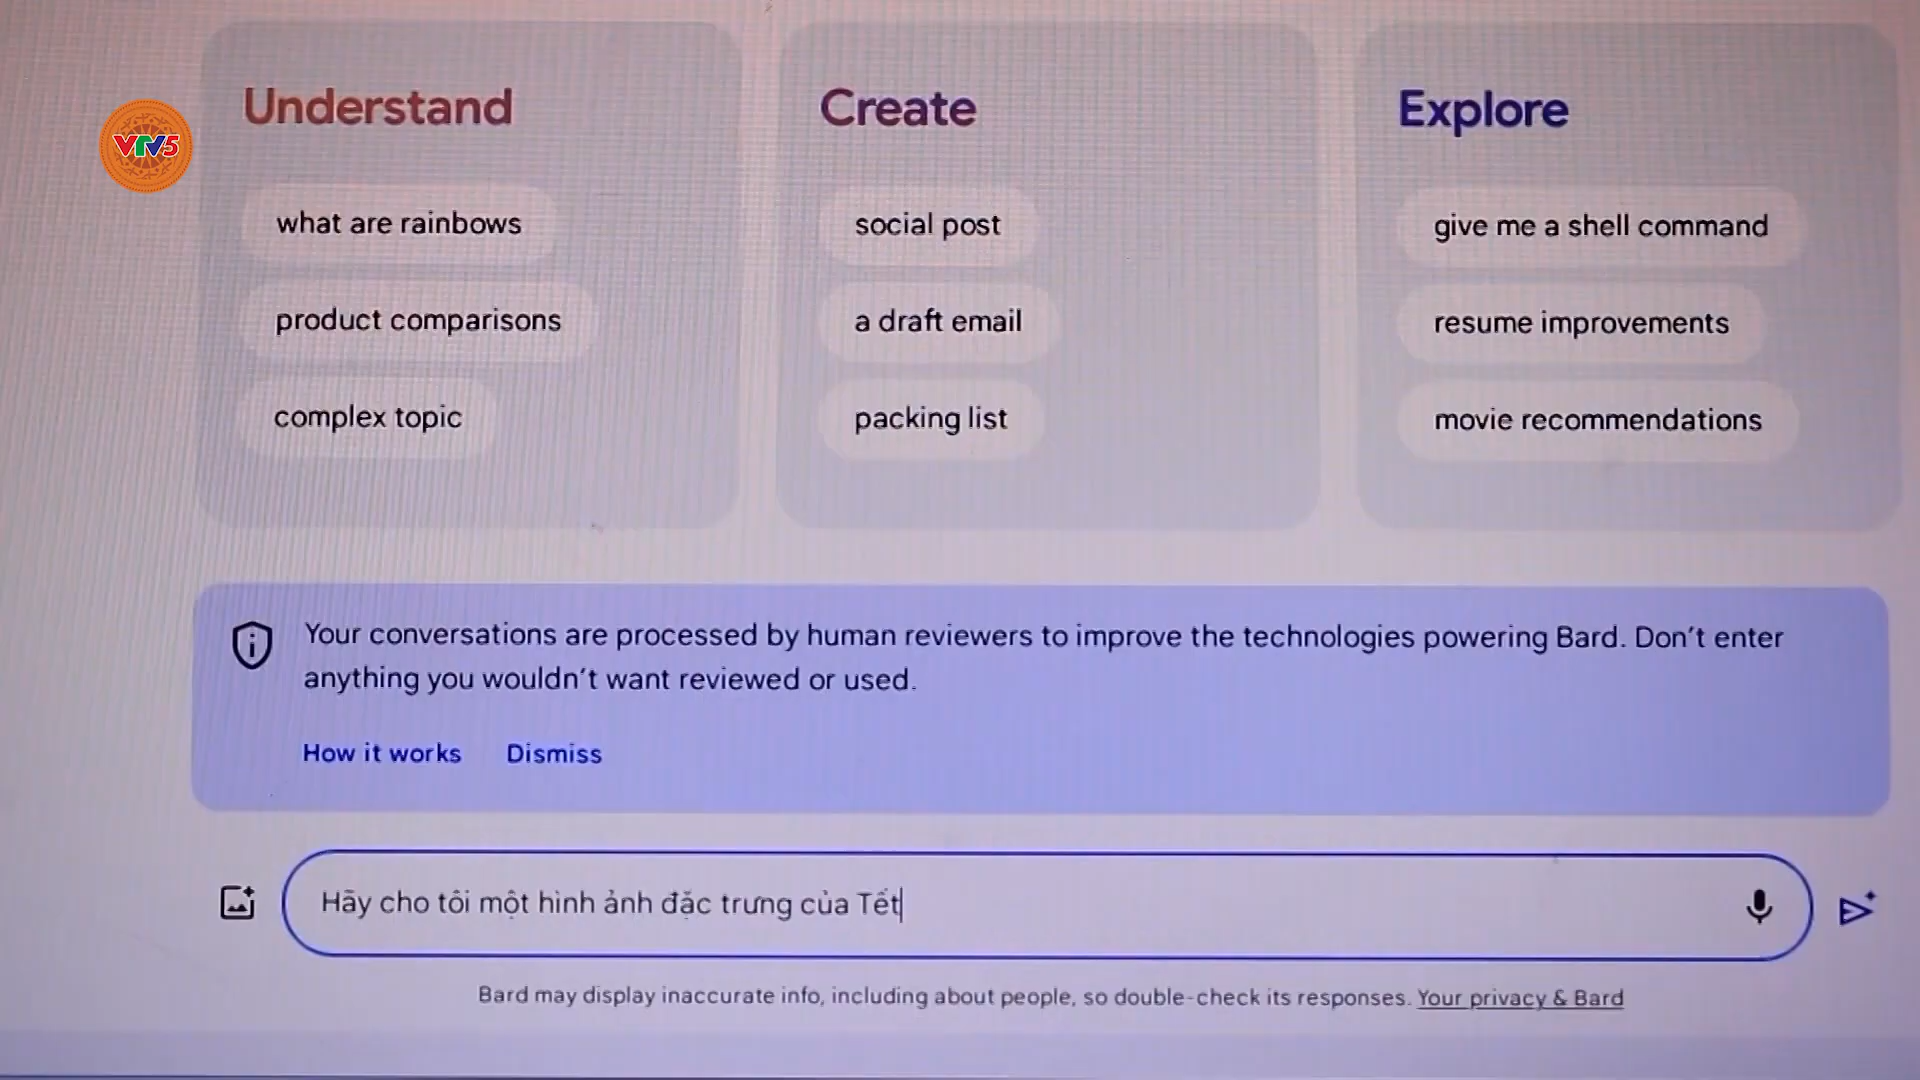 Understand
Create
Explore
VTV5
what are rainbows
social post
give me a shell command
product comparisons
a draft email
resume improvements
complex topic
packing list
movie recommendations
Your conversations are processed by human reviewers to improve the technologies powering Bard. Don't enter
anything you wouldn't want reviewed or used.
How it works
Dismiss
Hãy cho tôi một hình ảnh đặc trưng của Tết
Bard may display inaccurate info, including about people, so double-check its responses. Your privacy & Bard